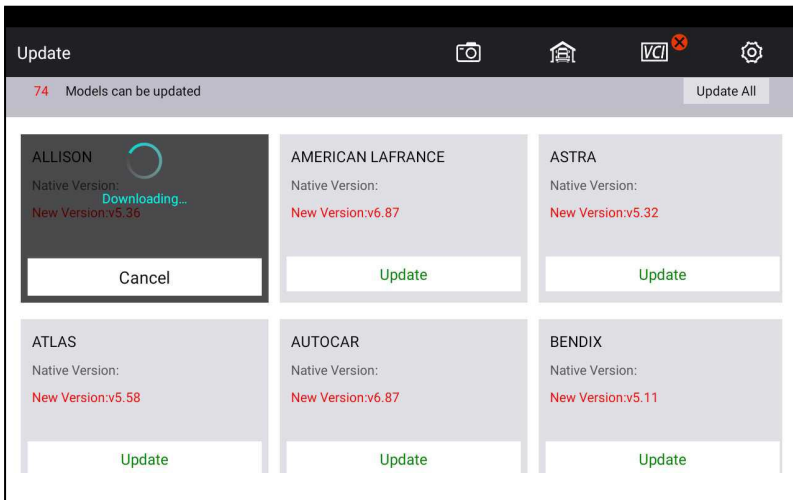 Update
VCI
74 Models can be updated
Update All
ALLISON
Native Version:
Downloading...
New Version:v5.36
Cancel
AMERICAN LAFRANCE
Native Version:
New Version:v6.87
Update
ASTRA
Native Version:
New Version:v5.32
Update
ATLAS
Native Version:
New Version:v5.58
Update
AUTOCAR
Native Version:
New Version:v6.87
Update
BENDIX
Native Version:
New Version:v5.11
Update